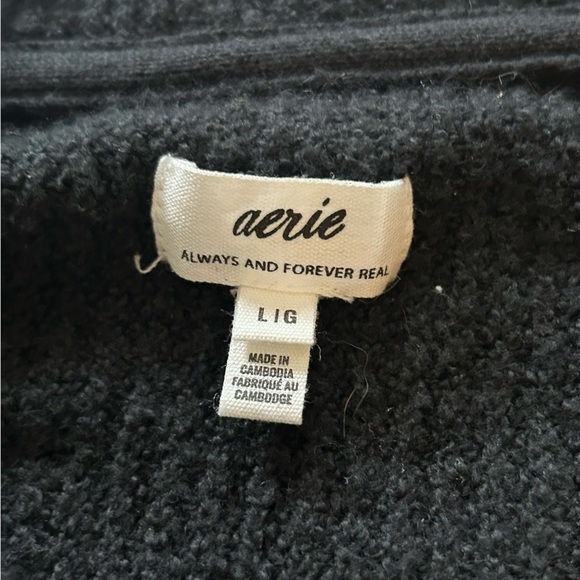 aerie
ALWAYS AND FOREVER REAL
L|G
MADE IN
CAMBODIA
FABRIQUÉ AU
CAMBODGE